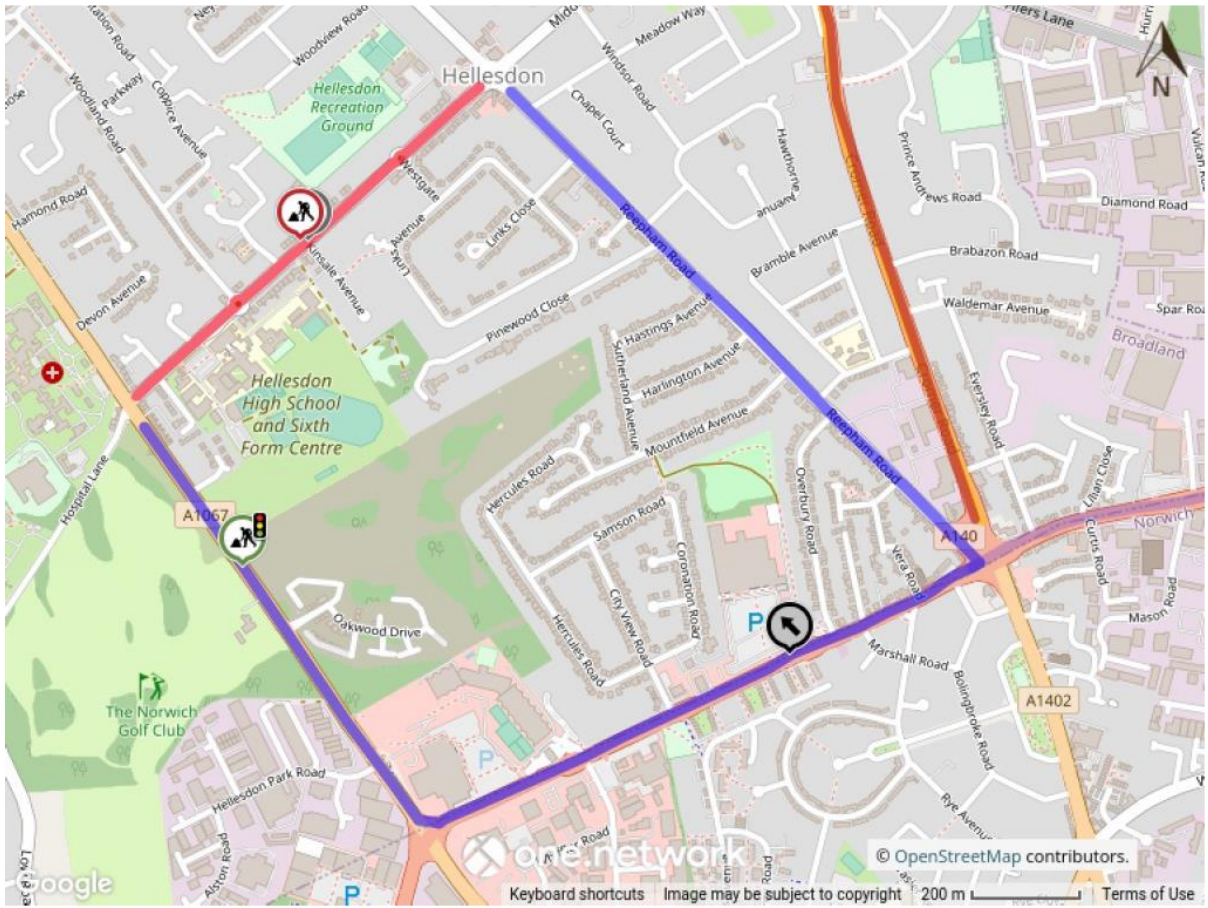 Woodview Road
Meadow Way
Windsor Road
Hellesdon
N
Parkway
Coppice Avenue
Woodland Road
Hellesdon
Recreation
Ground
Chapel Court
Hawthorne
Prince Andrews Road
Diamond Road
Westgate
Hamond Road
Links Close
Links Avenue
Kinsale Avenue
Reepham Road
Bramble Avenue
Brabazon Road
Devon Avenue
Pinewood Close
Waldemar Avenue
Hastings Avenue
Sutherland Avenue
Broadland
Harlington Avenue
Hellesdon
High School
and Sixth
Form Centre
Eversley Road
Mountfield Avenue
Reepham Road
Hospital Lane
Hercules Road
Overbury Road
Lilian Close
A1067
Samson Road
Norwich
A140
Coronation Road
Vera Road
Curtis Road
City View Road
Mason Road
Oakwood Drive
P
Hercules Road
Marshall Road
Bolingbroke Road
A1402
The Norwich
Golf Club
P
Hellesdon Park Road
Rye Avenue
Alston Road
one.network
© OpenStreetMap contributors.
Google
P
Keyboard shortcuts
Image may be subject to copyright
200 m
Terms of Use